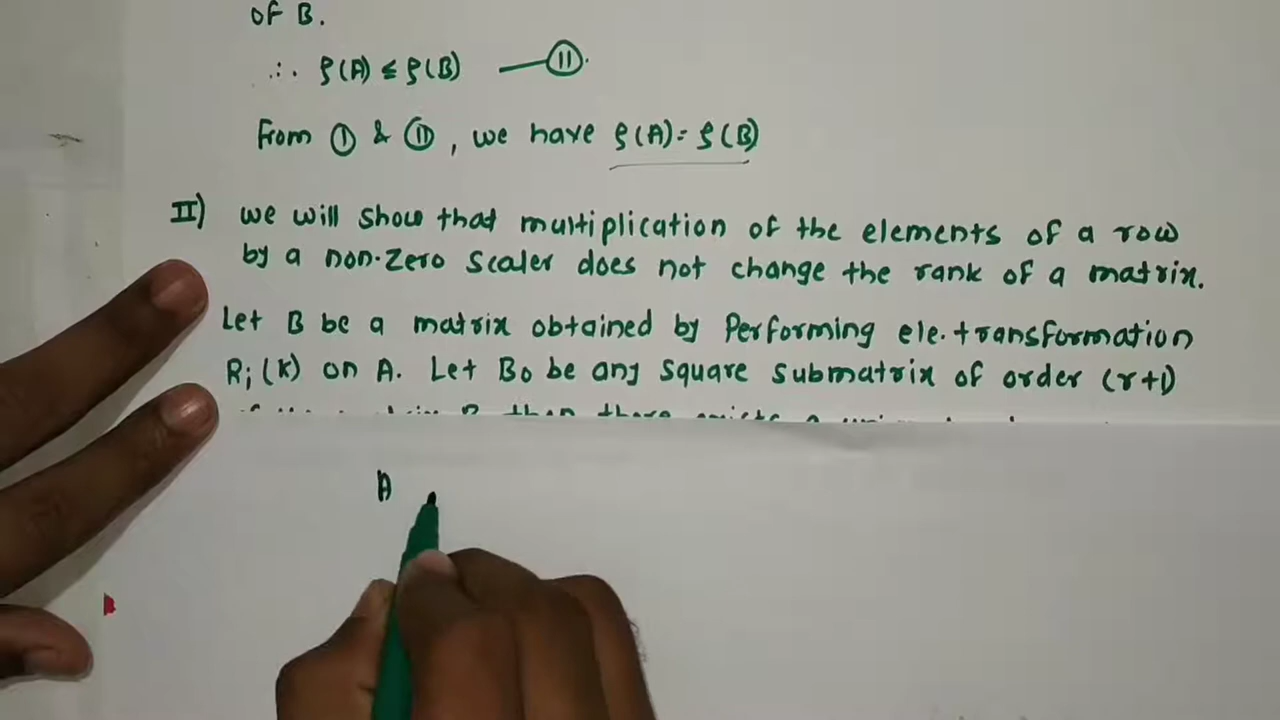 of B.
∴ ρ(A) ≤ ρ(B) — (II).
From (I) & (II), we have ρ(A) = ρ(B)
II) we will show that multiplication of the elements of a row
by a non-zero scaler does not change the rank of a matrix.
Let B be a matrix obtained by Performing ele. transformation
Ri(k) on A. Let B0 be any square submatrix of order (r+1)
A